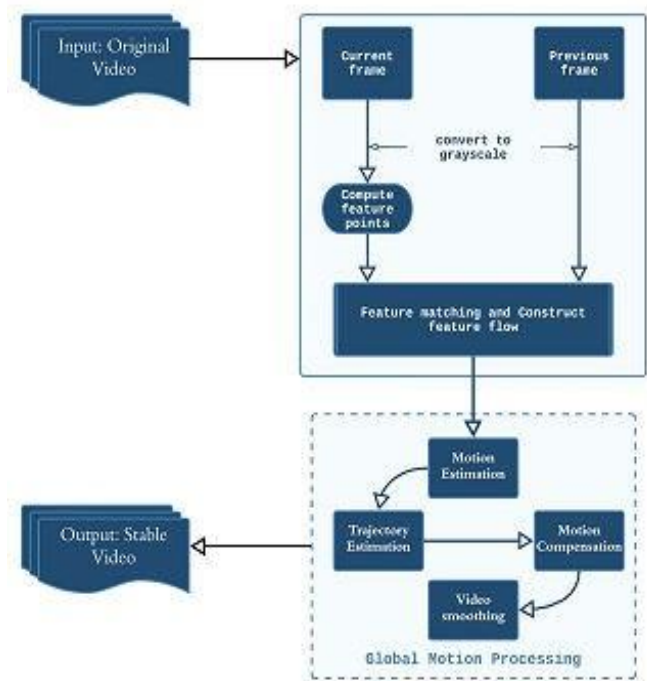 Input: Original
Video
Current
frame
Previous
frame
convert to
grayscale
Compute
feature
points
Feature matching and Construct
feature flow
Motion
Estimation
Output: Stable
Video
Trajectory
Estimation
Motion
Compensation
Video
smoothing
Global Motion Processing